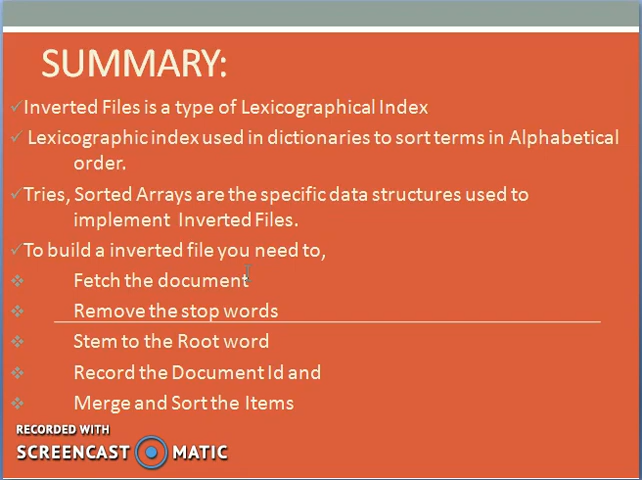 SUMMARY:
Inverted Files is a type of Lexicographical Index
Lexicographic index used in dictionaries to sort terms in Alphabetical
order.
Tries, Sorted Arrays are the specific data structures used to
implement Inverted Files.
To build a inverted file you need to,
Fetch the document
Remove the stop words
Stem to the Root word
Record the Document Id and
Merge and Sort the Items
RECORDED WITH
SCREENCAST MATIC